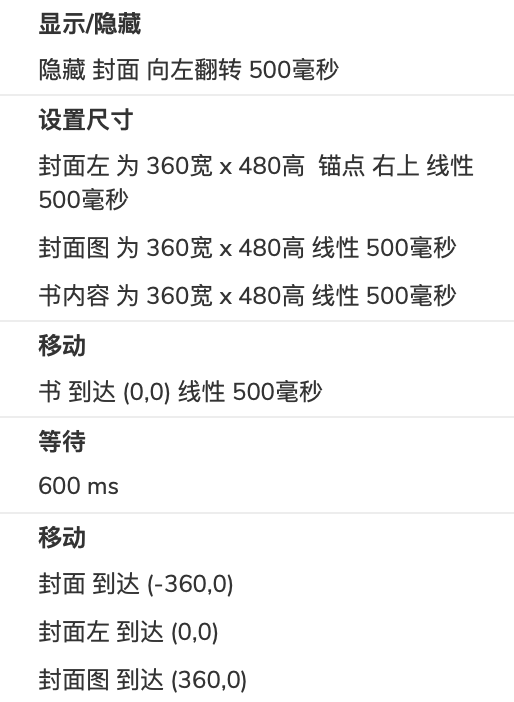 显示/隐藏
隐藏 封面 向左翻转 500毫秒
设置尺寸
封面左 为 360宽 x 480高  锚点 右上 线性
500毫秒
封面图 为 360宽 x 480高 线性 500毫秒
书内容 为 360宽 x 480高 线性 500毫秒
移动
书 到达 (0,0) 线性 500毫秒
等待
600 ms
移动
封面 到达 (-360,0)
封面左 到达 (0,0)
封面图 到达 (360,0)